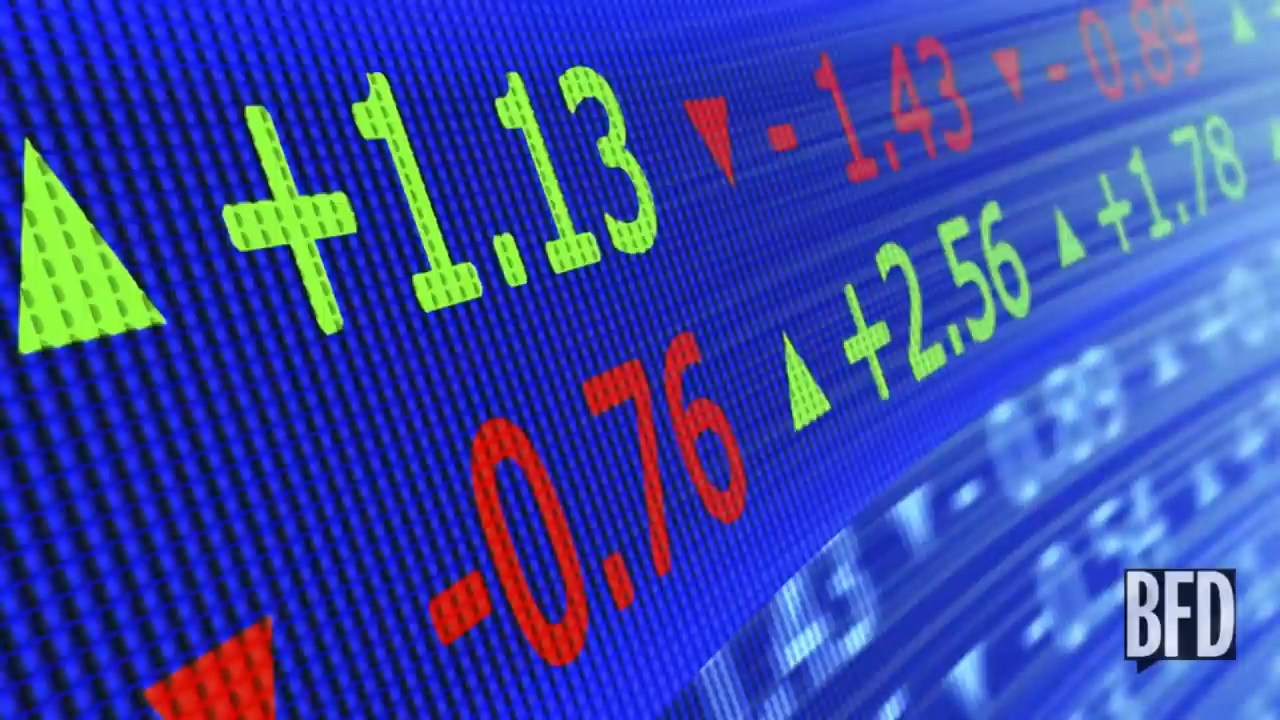 ▲ +1.13 ▼ - 1.43 ▼ - 0.89
▼ -0.76 ▲ +2.56 ▲ +1.78
BFD